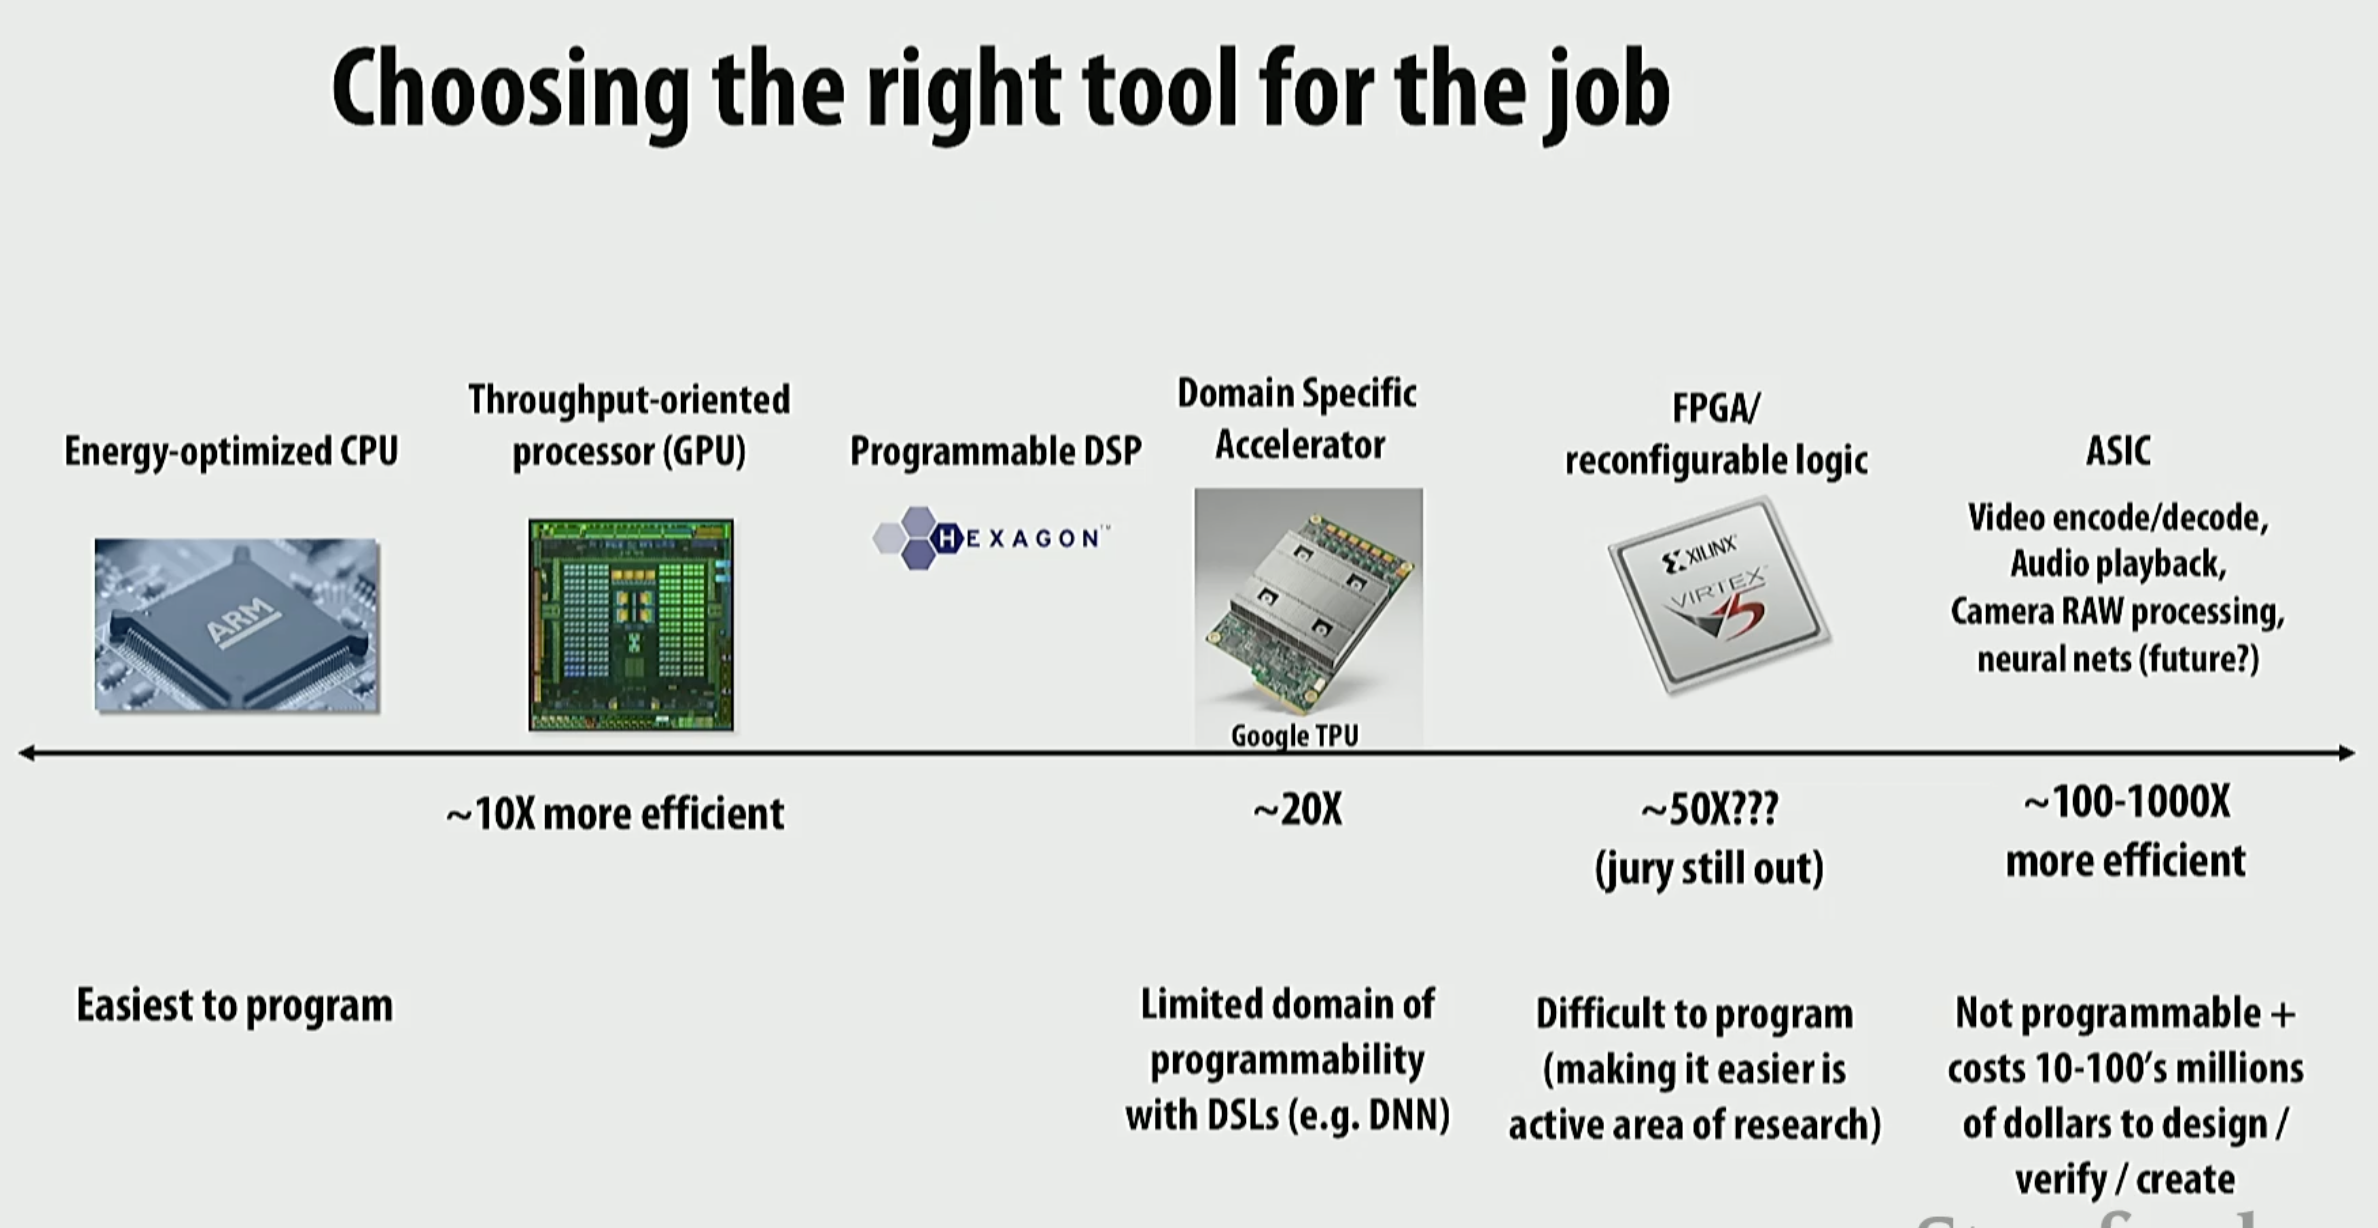 Choosing the right tool for the job
Energy-optimized CPU
ARM
Throughput-oriented
processor (GPU)
Programmable DSP
HEXAGON™
Domain Specific
Accelerator
Google TPU
FPGA/
reconfigurable logic
XILINX
VIRTEX
5
ASIC
Video encode/decode,
Audio playback,
Camera RAW processing,
neural nets (future?)
~10X more efficient
~20X
~50X???
(jury still out)
~100-1000X
more efficient
Easiest to program
Limited domain of
programmability
with DSLs (e.g. DNN)
Difficult to program
(making it easier is
active area of research)
Not programmable +
costs 10-100's millions
of dollars to design /
verify / create